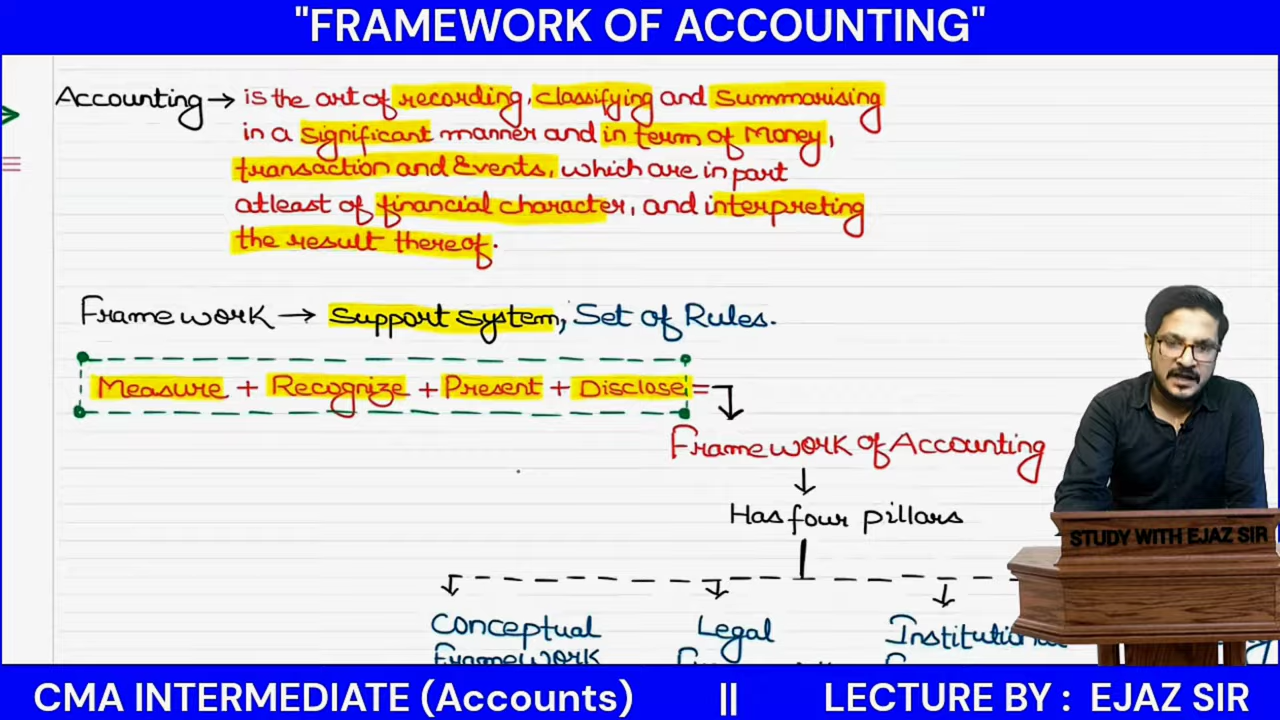 "FRAMEWORK OF ACCOUNTING"
Accounting → is the art of recording, classifying and Summarising
in a significant manner and in term of Money,
transaction and Events, which are in part
atleast of financial character, and interpreting
the result thereof.
Framework → Support system, Set of Rules.
Measure + Recognize + Present + Disclose =
Framework of Accounting
Has four pillars
Conceptual Legal Institutional
Framework
STUDY WITH EJAZ SIR
CMA INTERMEDIATE (Accounts) || LECTURE BY : EJAZ SIR